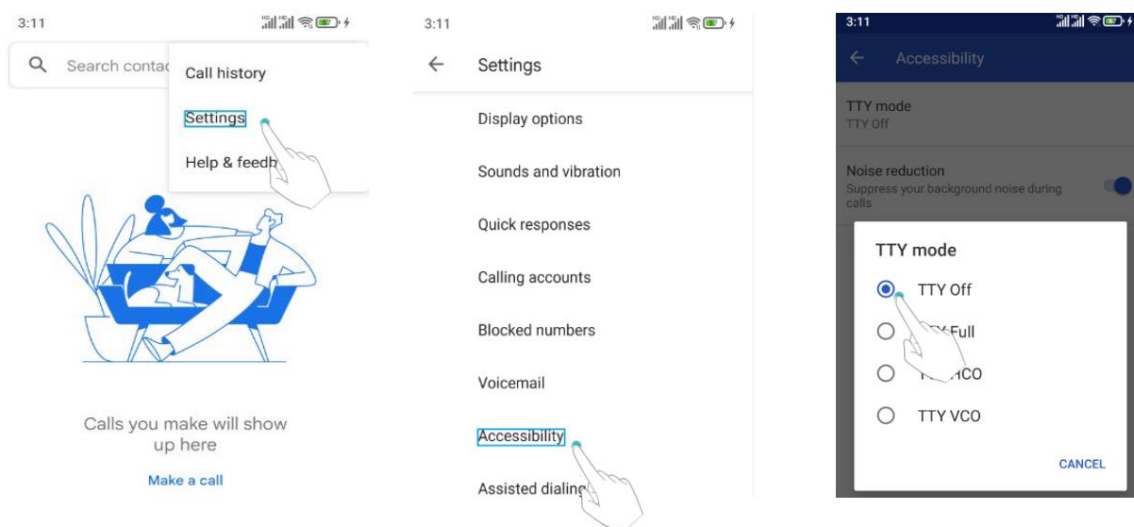 3:11
Search contac
Call history
Settings
Help & feedb
Calls you make will show
up here
Make a call
3:11
Settings
Display options
Sounds and vibration
Quick responses
Calling accounts
Blocked numbers
Voicemail
Accessibility
Assisted dialing
3:11
Accessibility
TTY mode
TTY Off
Noise reduction
Suppress your background noise during
calls
TTY mode
TTY Off
Full
HCO
TTY VCO
CANCEL